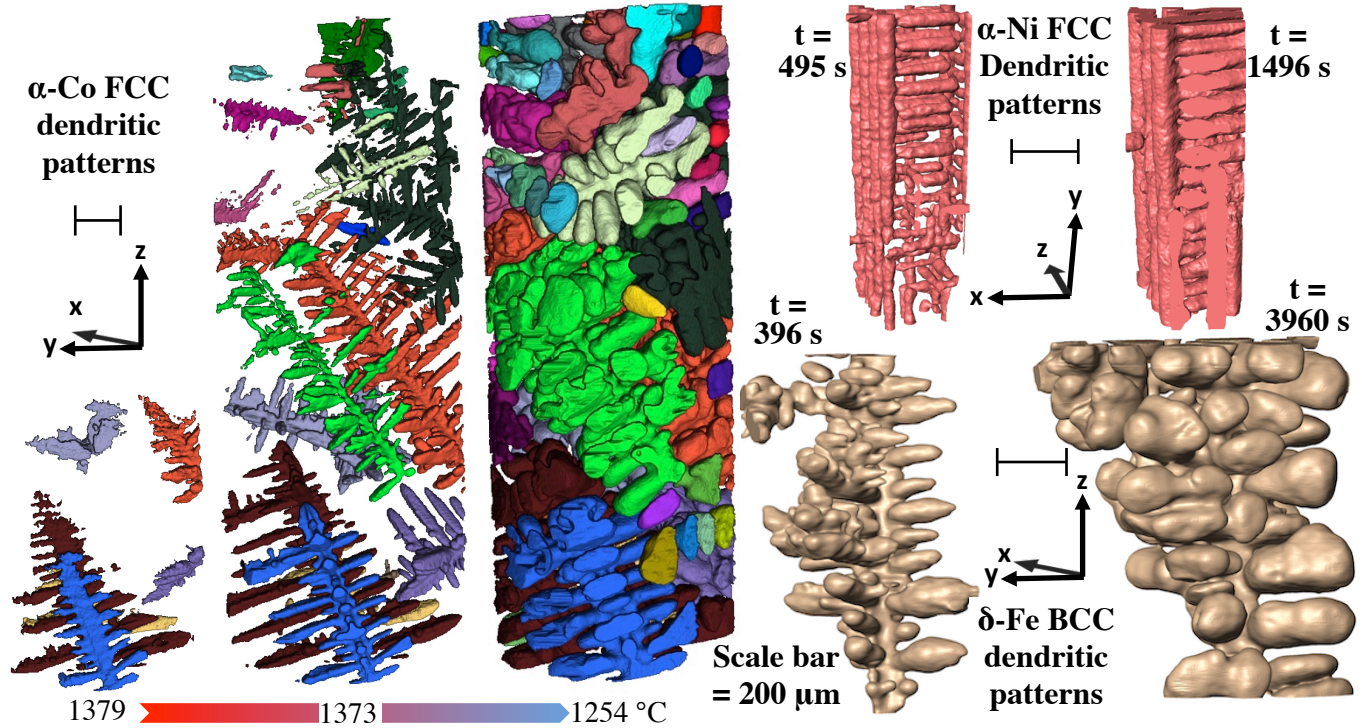 α-Co FCC
dendritic
patterns
z
x
y
1379
1373
1254 °C
t =
495 s
α-Ni FCC
Dendritic
patterns
t =
1496 s
y
z
x
t =
396 s
t =
3960 s
z
x
y
δ-Fe BCC
dendritic
patterns
Scale bar
= 200 µm